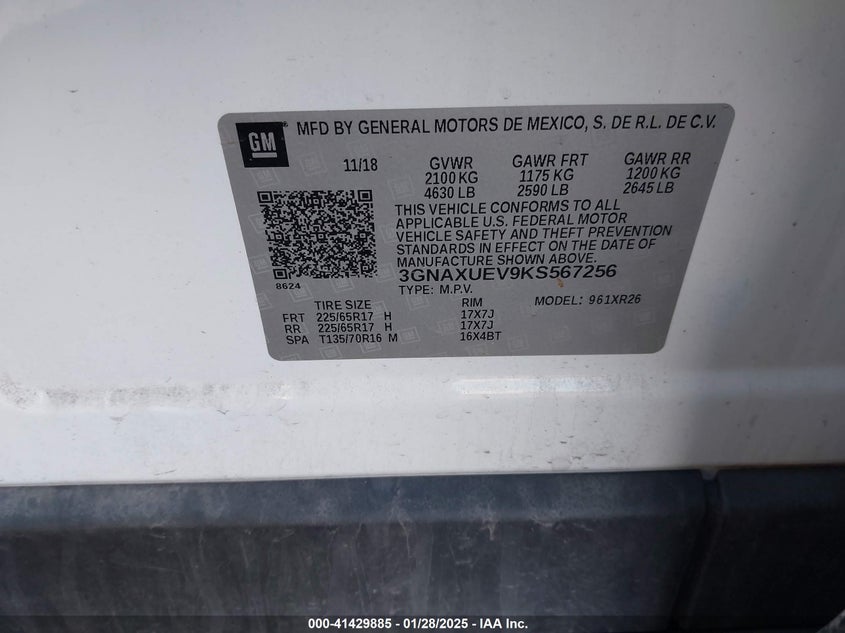 GM ® MFD BY GENERAL MOTORS DE MEXICO, S. DE R.L. DE C.V.
11/18 GVWR GAWR FRT GAWR RR
2100 KG 1175 KG 1200 KG
4630 LB 2590 LB 2645 LB
THIS VEHICLE CONFORMS TO ALL
APPLICABLE U.S. FEDERAL MOTOR
VEHICLE SAFETY AND THEFT PREVENTION
STANDARDS IN EFFECT ON THE DATE OF
MANUFACTURE SHOWN ABOVE.
3GNAXUEV9KS567256
8624 TYPE: M.P.V. MODEL: 961XR26
TIRE SIZE RIM
FRT 225/65R17 H 17X7J
RR 225/65R17 H 17X7J
SPA T135/70R16 M 16X4BT
000-41429885 - 01/28/2025 - IAA Inc.